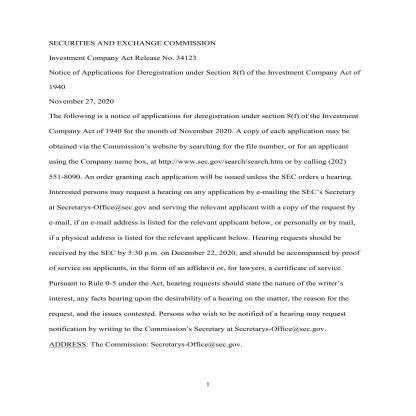 SECURITIES AND EXCHANGE COMMISSION
Investment Company Act Release No. 34123
Notice of Applications for Deregistration under Section 8(f) of the Investment Company Act of
1940
November 27, 2020
The following is a notice of applications for deregistration under section 8(f) of the Investment
Company Act of 1940 for the month of November 2020. A copy of each application may be
obtained via the Commission's website by searching for the file number, or for an applicant
using the Company name box, at http://www.sec.gov/search/search.htm or by calling (202)
551-8090. An order granting each application will be issued unless the SEC orders a hearing.
Interested persons may request a hearing on any application by e-mailing the SEC's Secretary
at Secretarys-Office@sec.gov and serving the relevant applicant with a copy of the request by
e-mail, if an e-mail address is listed for the relevant applicant below, or personally or by mail,
if a physical address is listed for the relevant applicant below. Hearing requests should be
received by the SEC by 5:30 p.m. on December 22, 2020, and should be accompanied by proof
of service on applicants, in the form of an affidavit or, for lawyers, a certificate of service.
Pursuant to Rule 0-5 under the Act, hearing requests should state the nature of the writer's
interest, any facts bearing upon the desirability of a hearing on the matter, the reason for the
request, and the issues contested. Persons who wish to be notified of a hearing may request
notification by writing to the Commission's Secretary at Secretarys-Office@sec.gov.
ADDRESS: The Commission: Secretarys-Office@sec.gov.
1